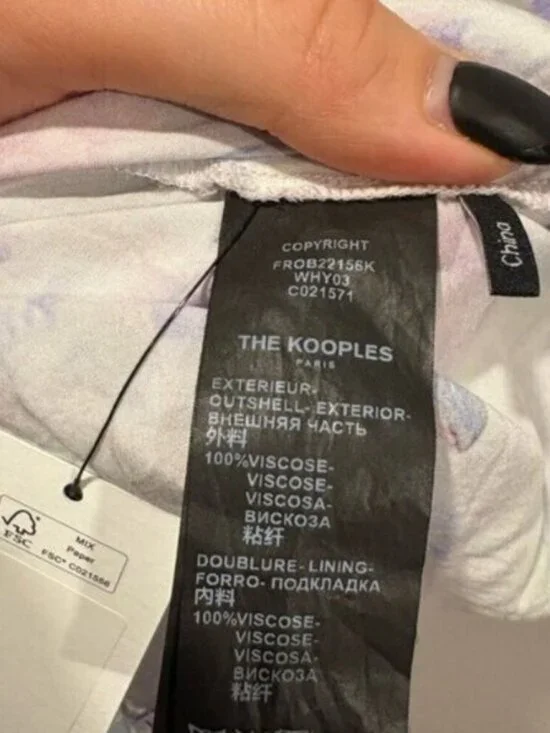 COPYRIGHT
FROB22156K
WHY03
C021571
THE KOOPLES
PARIS
EXTERIEUR-
OUTSHELL- EXTERIOR-
ВНЕШНЯЯ ЧАСТЬ
外料
100%VISCOSE-
VISCOSE-
VISCOSA-
ВИСКОЗА
粘纤
DOUBLURE- LINING-
FORRO- ПОДКЛАДКА
内料
100%VISCOSE-
VISCOSE-
VISCOSA-
ВИСКОЗА
粘纤
China
FSC
MIX
Paper
FSC®